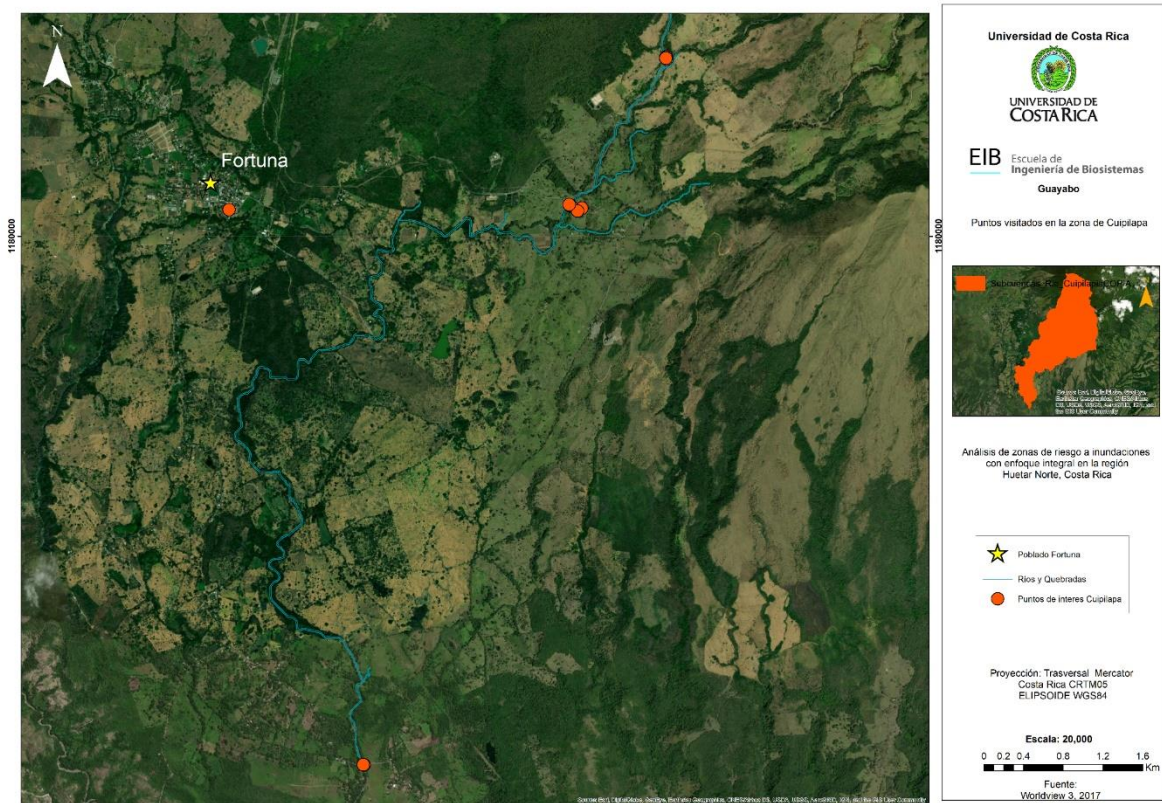 N
Fortuna
1180000
1180000
Universidad de Costa Rica
UNIVERSIDAD DE
COSTA RICA
EIB Escuela de
Ingeniería de Biosistemas
Guayabo
Puntos visitados en la zona de Cuipilapa
Análisis de zonas de riesgo a inundaciones
con enfoque integral en la región
Huetar Norte, Costa Rica
Poblado Fortuna
Rios y Quebradas
Puntos de interes Cuipilapa
Proyección: Trasversal Mercator
Costa Rica CRTM05
ELIPSOIDE WGS84
Escala: 20,000
0 0.2 0.4 0.8 1.2 1.6
Km
Fuente:
Worldview 3, 2017